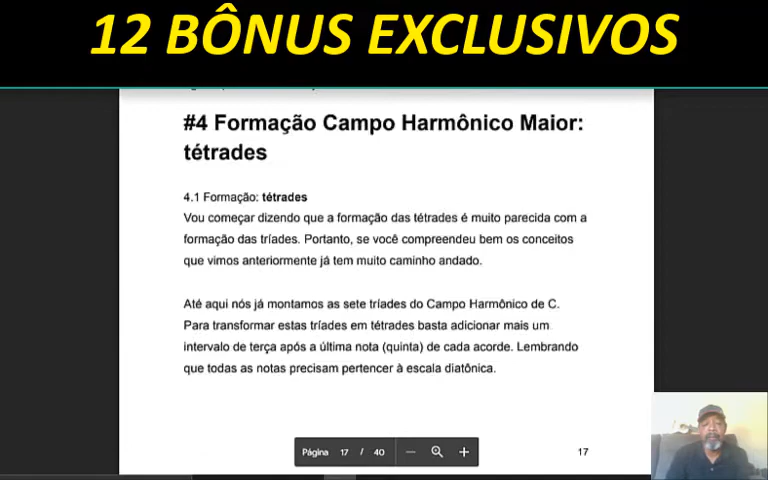 12 BÔNUS EXCLUSIVOS
#4 Formação Campo Harmônico Maior:
tétrades
4.1 Formação: tétrades
Vou começar dizendo que a formação das tétrades é muito parecida com a
formação das tríades. Portanto, se você compreendeu bem os conceitos
que vimos anteriormente já tem muito caminho andado.
Até aqui nós já montamos as sete tríades do Campo Harmônico de C.
Para transformar estas tríades em tétrades basta adicionar mais um
intervalo de terça após a última nota (quinta) de cada acorde. Lembrando
que todas as notas precisam pertencer à escala diatônica.
Página 17 / 40
17